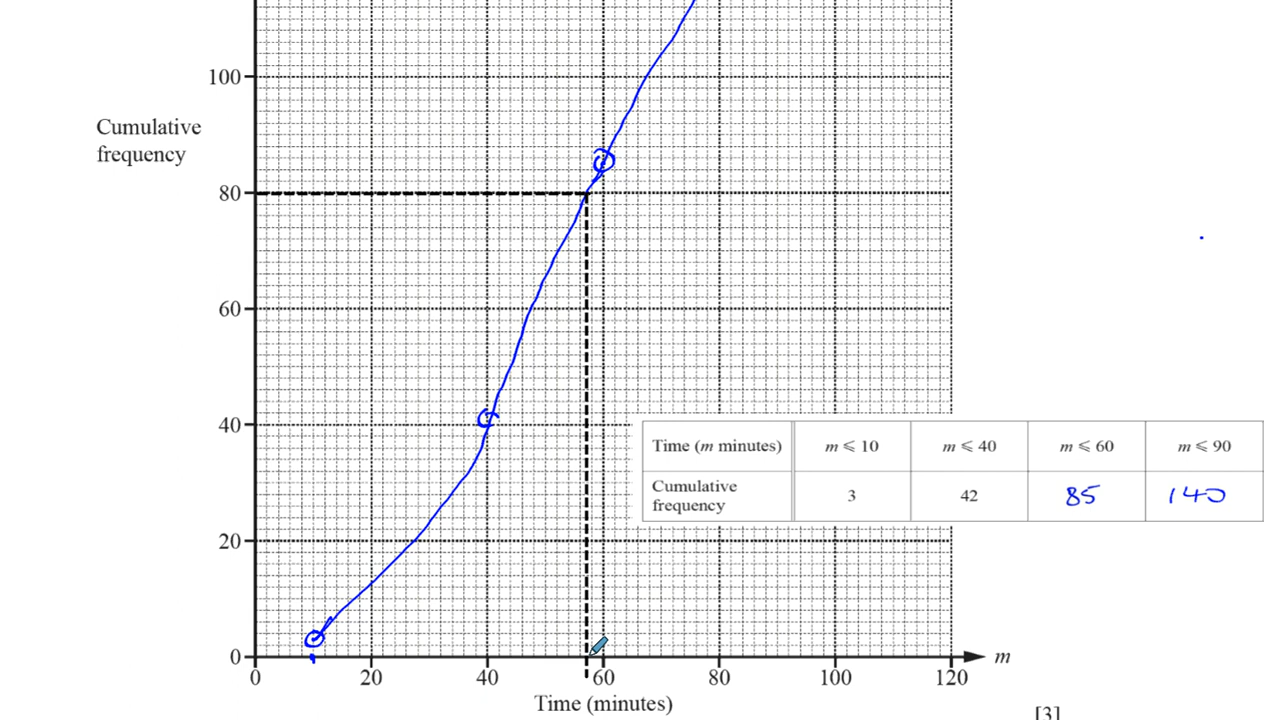 100
Cumulative
frequency
80
60
40
Time (m minutes) m ⩽ 10 m ⩽ 40 m ⩽ 60 m ⩽ 90
Cumulative
frequency 3 42 85 140
20
0
0 20 40 60 80 100 120 m
Time (minutes)
[3]